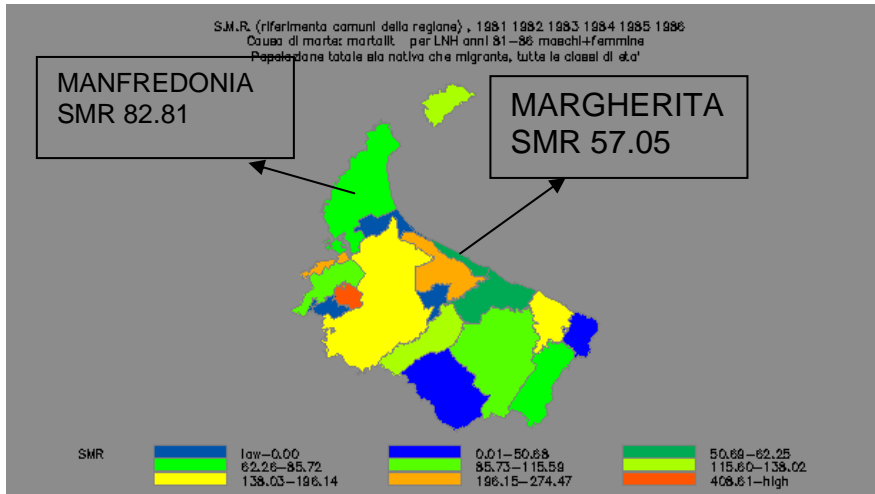 S.M.R. (riferimento comuni della regione) , 1981 1982 1983 1984 1985 1986
Causa di morte: mortalit per LNH anni 81-86 maschi+femmine
Popolazione totale sia nativa che migrante, tutte le classi di eta'
MANFREDONIA
SMR 82.81
MARGHERITA
SMR 57.05
SMR
low-0.00 0.01-50.68 50.69-62.25
62.26-85.72 85.73-115.59 115.60-138.02
138.03-196.14 196.15-274.47 408.61-high